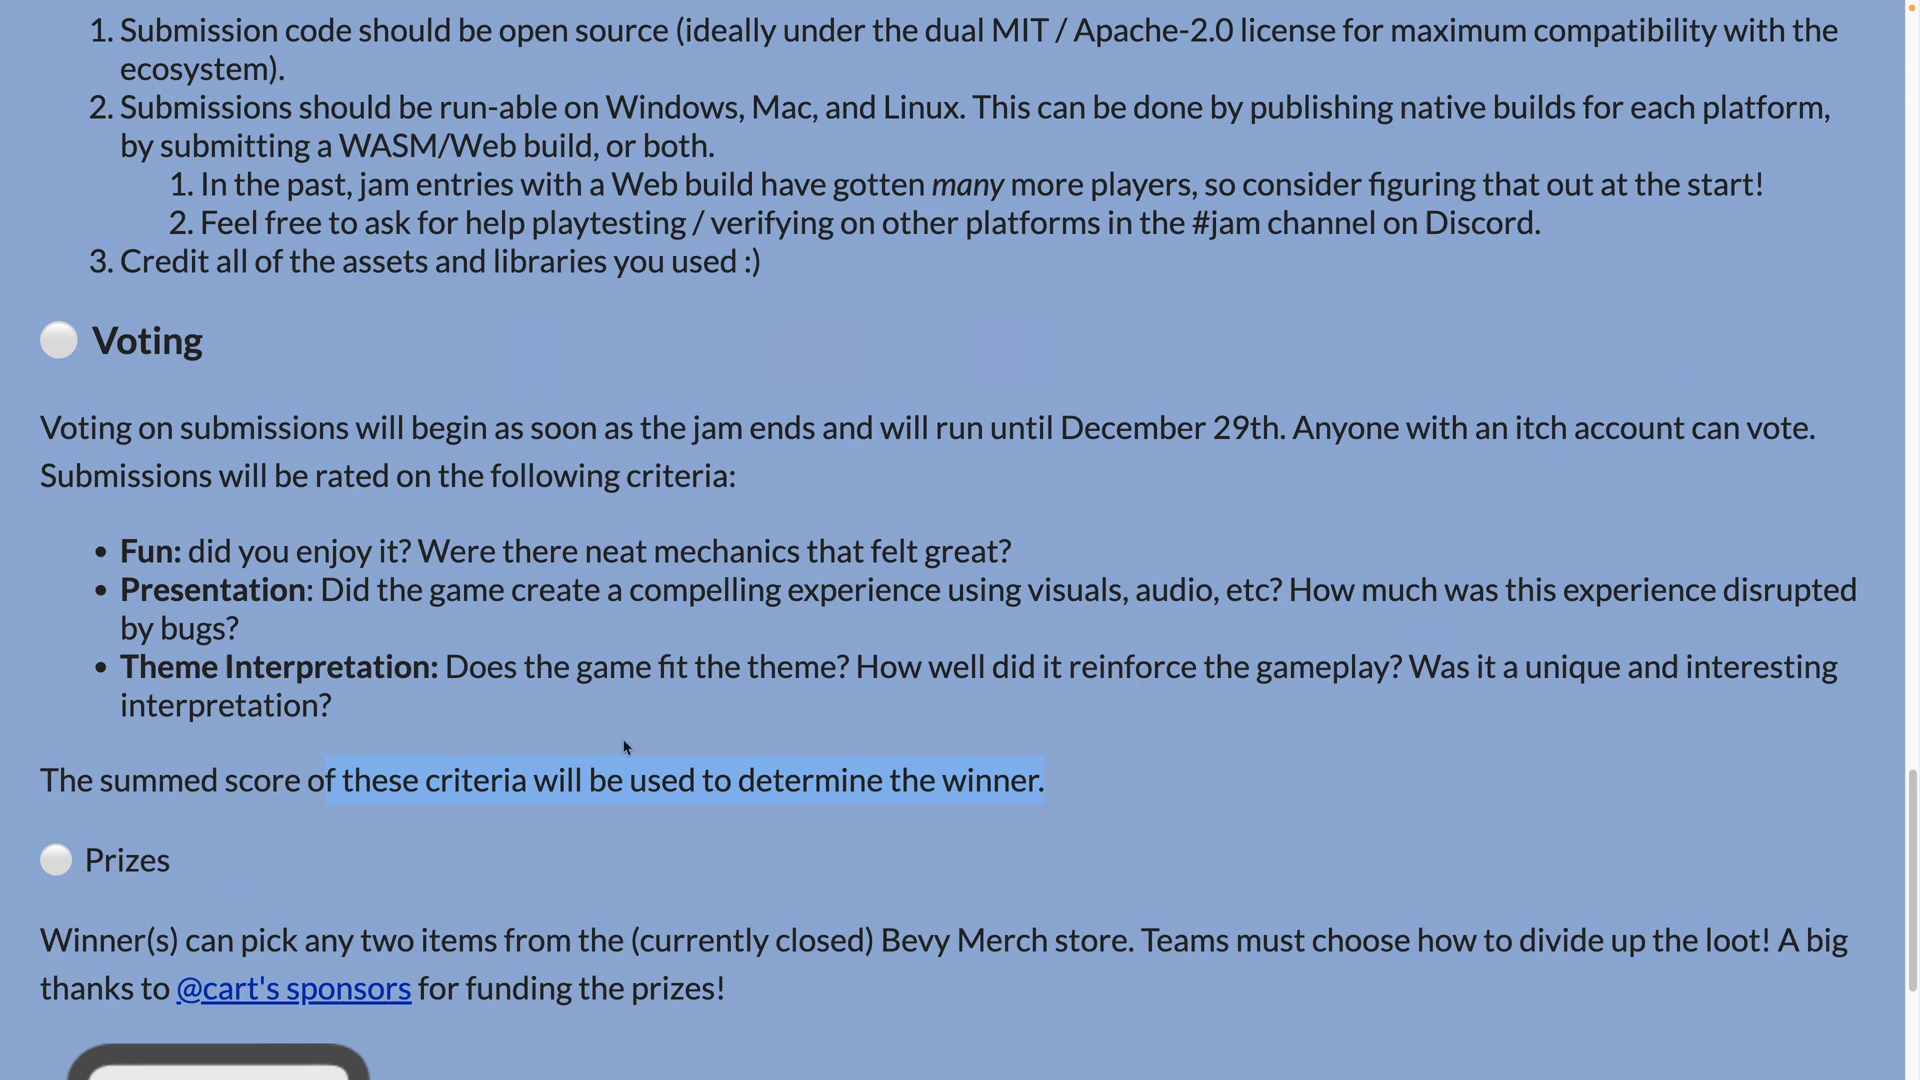 1. Submission code should be open source (ideally under the dual MIT / Apache-2.0 license for maximum compatibility with the
ecosystem).
2. Submissions should be run-able on Windows, Mac, and Linux. This can be done by publishing native builds for each platform,
by submitting a WASM/Web build, or both.
1. In the past, jam entries with a Web build have gotten many more players, so consider figuring that out at the start!
2. Feel free to ask for help playtesting / verifying on other platforms in the #jam channel on Discord.
3. Credit all of the assets and libraries you used :)
Voting
Voting on submissions will begin as soon as the jam ends and will run until December 29th. Anyone with an itch account can vote.
Submissions will be rated on the following criteria:
• Fun: did you enjoy it? Were there neat mechanics that felt great?
• Presentation: Did the game create a compelling experience using visuals, audio, etc? How much was this experience disrupted
by bugs?
• Theme Interpretation: Does the game fit the theme? How well did it reinforce the gameplay? Was it a unique and interesting
interpretation?
The summed score of these criteria will be used to determine the winner.
Prizes
Winner(s) can pick any two items from the (currently closed) Bevy Merch store. Teams must choose how to divide up the loot! A big
thanks to @cart's sponsors for funding the prizes!